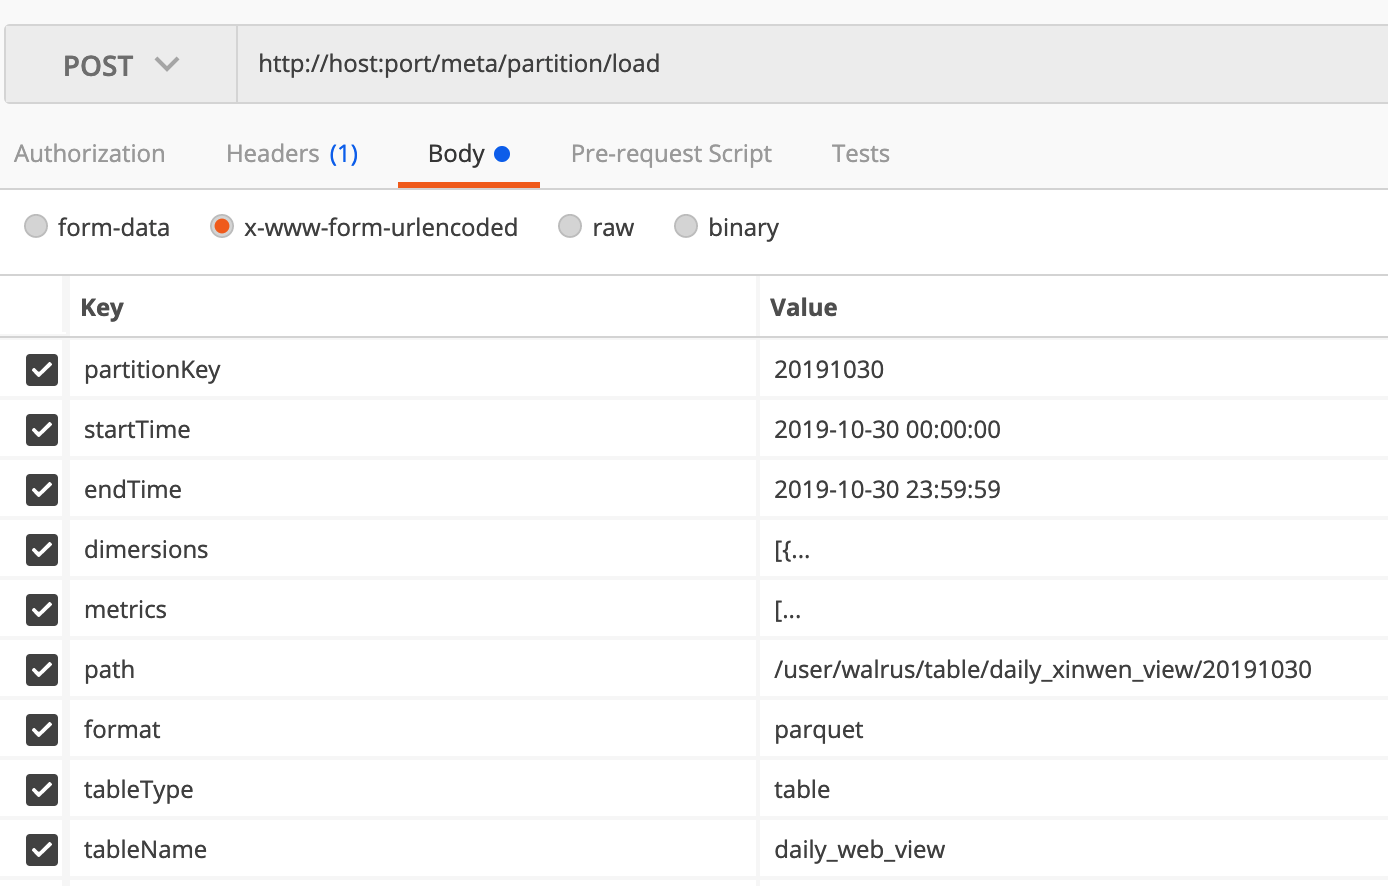 POST http://host:port/meta/partition/load
Authorization Headers (1) Body Pre-request Script Tests
form-data x-www-form-urlencoded raw binary
Key Value
partitionKey 20191030
startTime 2019-10-30 00:00:00
endTime 2019-10-30 23:59:59
dimersions [{...
metrics [...
path /user/walrus/table/daily_xinwen_view/20191030
format parquet
tableType table
tableName daily_web_view